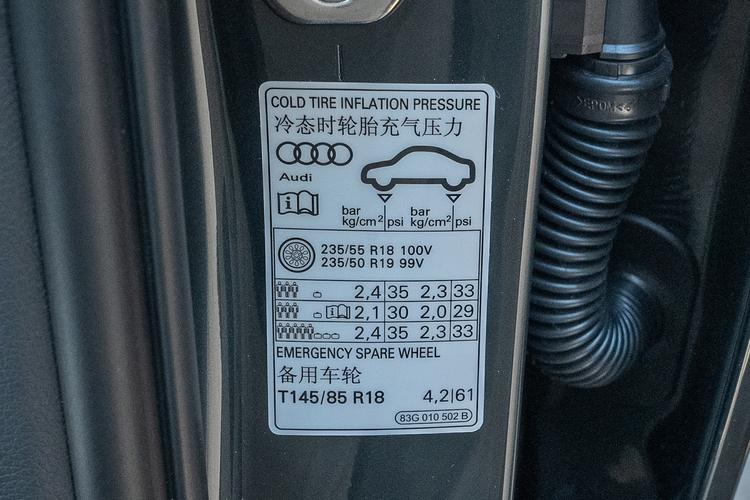 COLD TIRE INFLATION PRESSURE
冷态时轮胎充气压力
Audi
i
bar psi bar psi
kg/cm² kg/cm²
235/55 R18 100V
235/50 R19 99V
2,4 35 2,3 33
i 2,1 30 2,0 29
2,4 35 2,3 33
EMERGENCY SPARE WHEEL
备用车轮
T145/85 R18 4,2|61
83G 010 502 B
>EPDM<